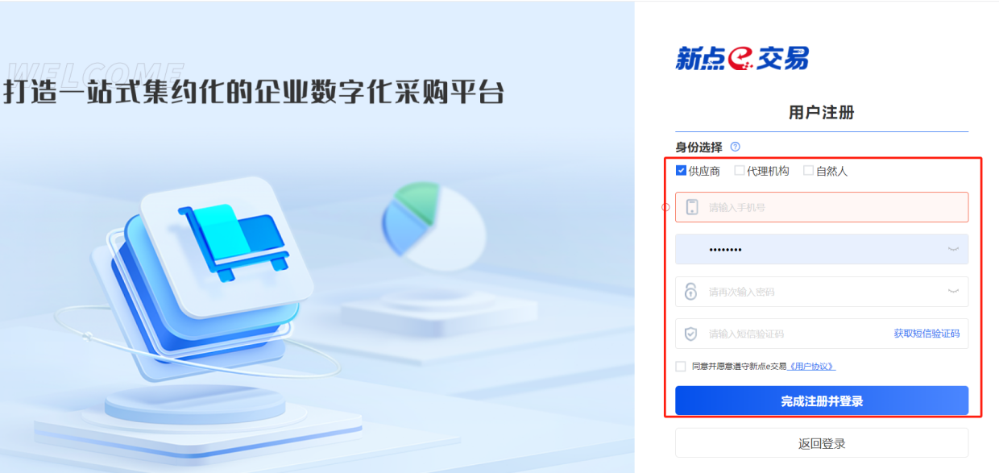 WELCOME
打造一站式集约化的企业数字化采购平台
新点e交易
用户注册
身份选择 ?
供应商 代理机构 自然人
请输入手机号
••••••••
请再次输入密码
请输入短信验证码 获取短信验证码
同意并愿意遵守新点e交易《用户协议》
完成注册并登录
返回登录